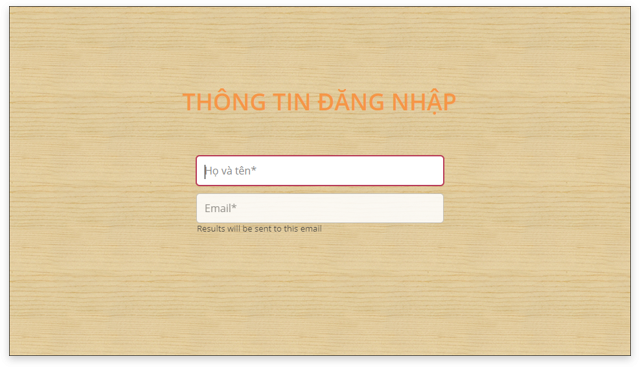 THÔNG TIN ĐĂNG NHẬP
Họ và tên*
Email*
Results will be sent to this email